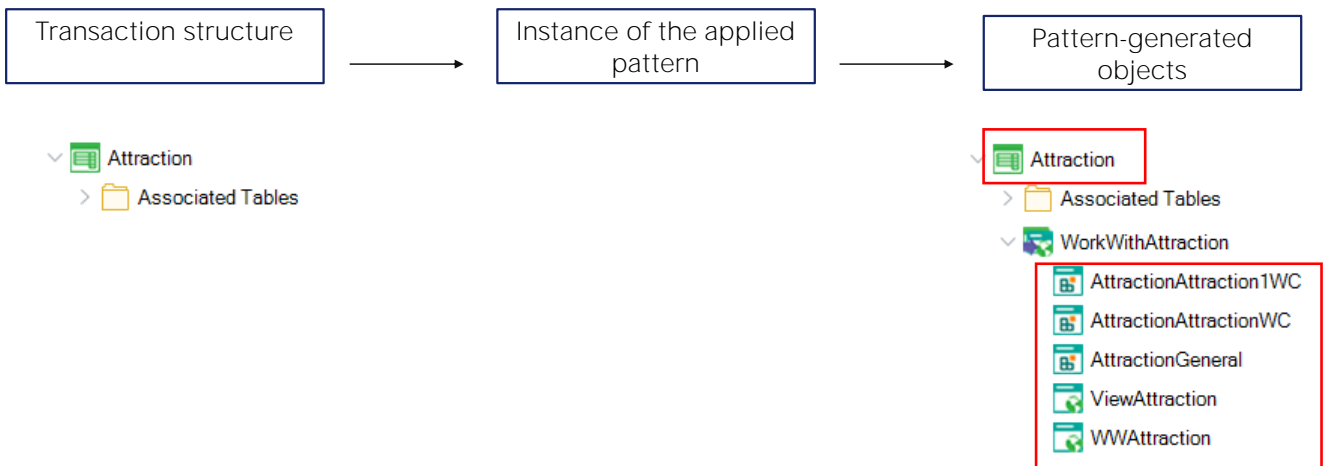 Transaction structure
Instance of the applied
pattern
Pattern-generated
objects
Attraction
Associated Tables
Attraction
Associated Tables
WorkWithAttraction
AttractionAttraction1WC
AttractionAttractionWC
AttractionGeneral
ViewAttraction
WWAttraction